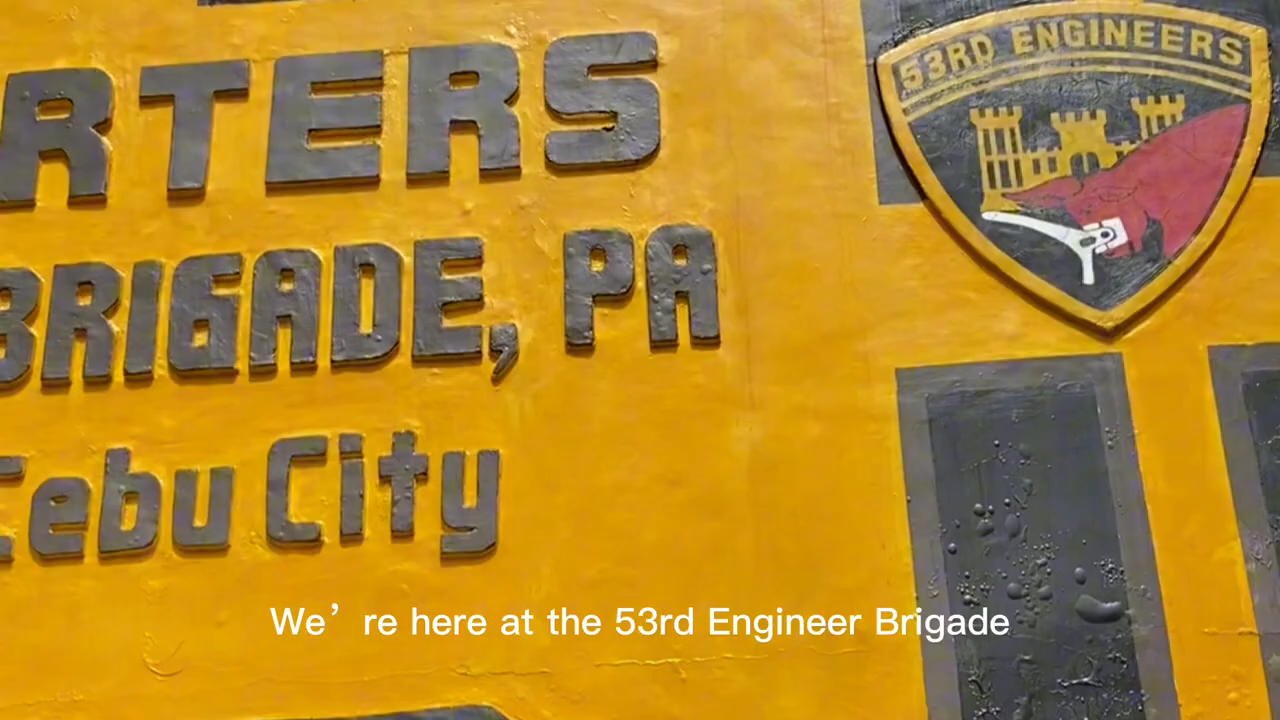 RTERS
53RD ENGINEERS
BRIGADE, PA
Cebu City
We’re here at the 53rd Engineer Brigade